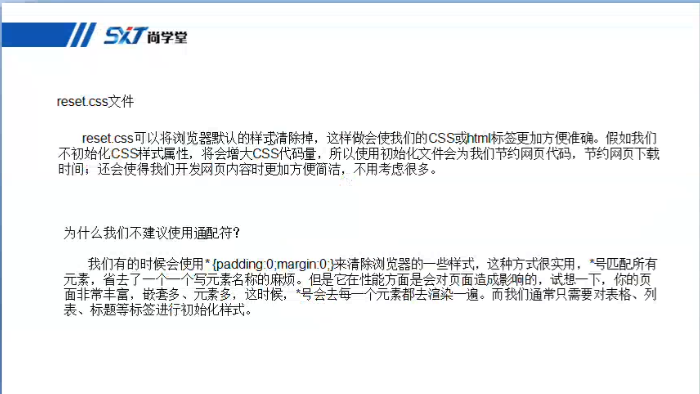 SXT 尚学堂
reset.css文件
reset.css可以将浏览器默认的样式清除掉，这样做会使我们的CSS或html标签更加方便准确。假如我们
不初始化CSS样式属性，将会增大CSS代码量，所以使用初始化文件会为我们节约网页代码，节约网页下载
时间；还会使得我们开发网页内容时更加方便简洁，不用考虑很多。
为什么我们不建议使用通配符？
我们有的时候会使用* {padding:0;margin:0;}来清除浏览器的一些样式，这种方式很实用，*号匹配所有
元素，省去了一个一个写元素名称的麻烦。但是它在性能方面是会对页面造成影响的，试想一下，你的页
面非常丰富，嵌套多、元素多，这时候，*号会去每一个元素都去渲染一遍。而我们通常只需要对表格、列
表、标题等标签进行初始化样式。